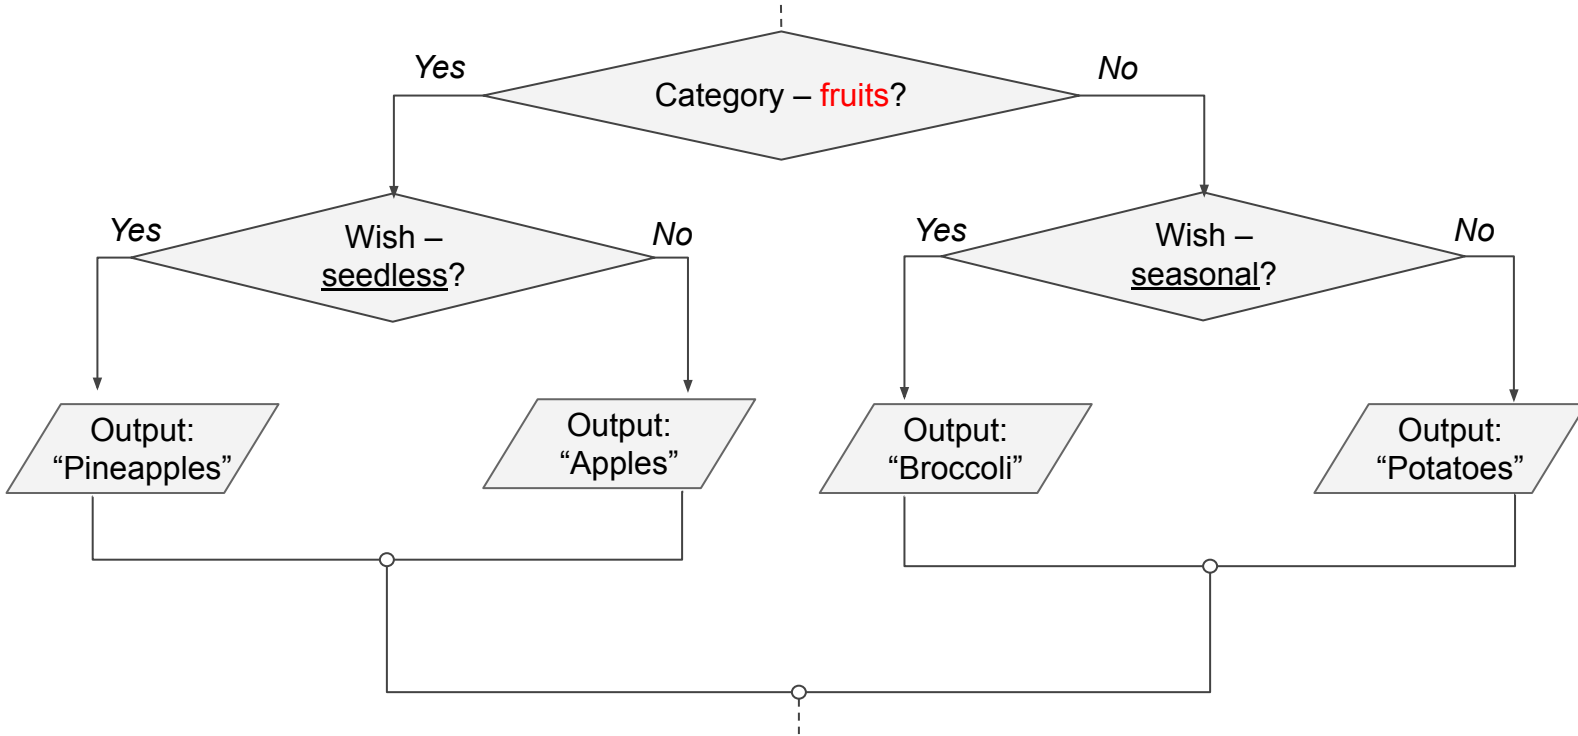 Yes
No
Category – fruits?
Yes
No
Wish –
seedless?
Yes
No
Wish –
seasonal?
Output:
“Pineapples”
Output:
“Apples”
Output:
“Broccoli”
Output:
“Potatoes”